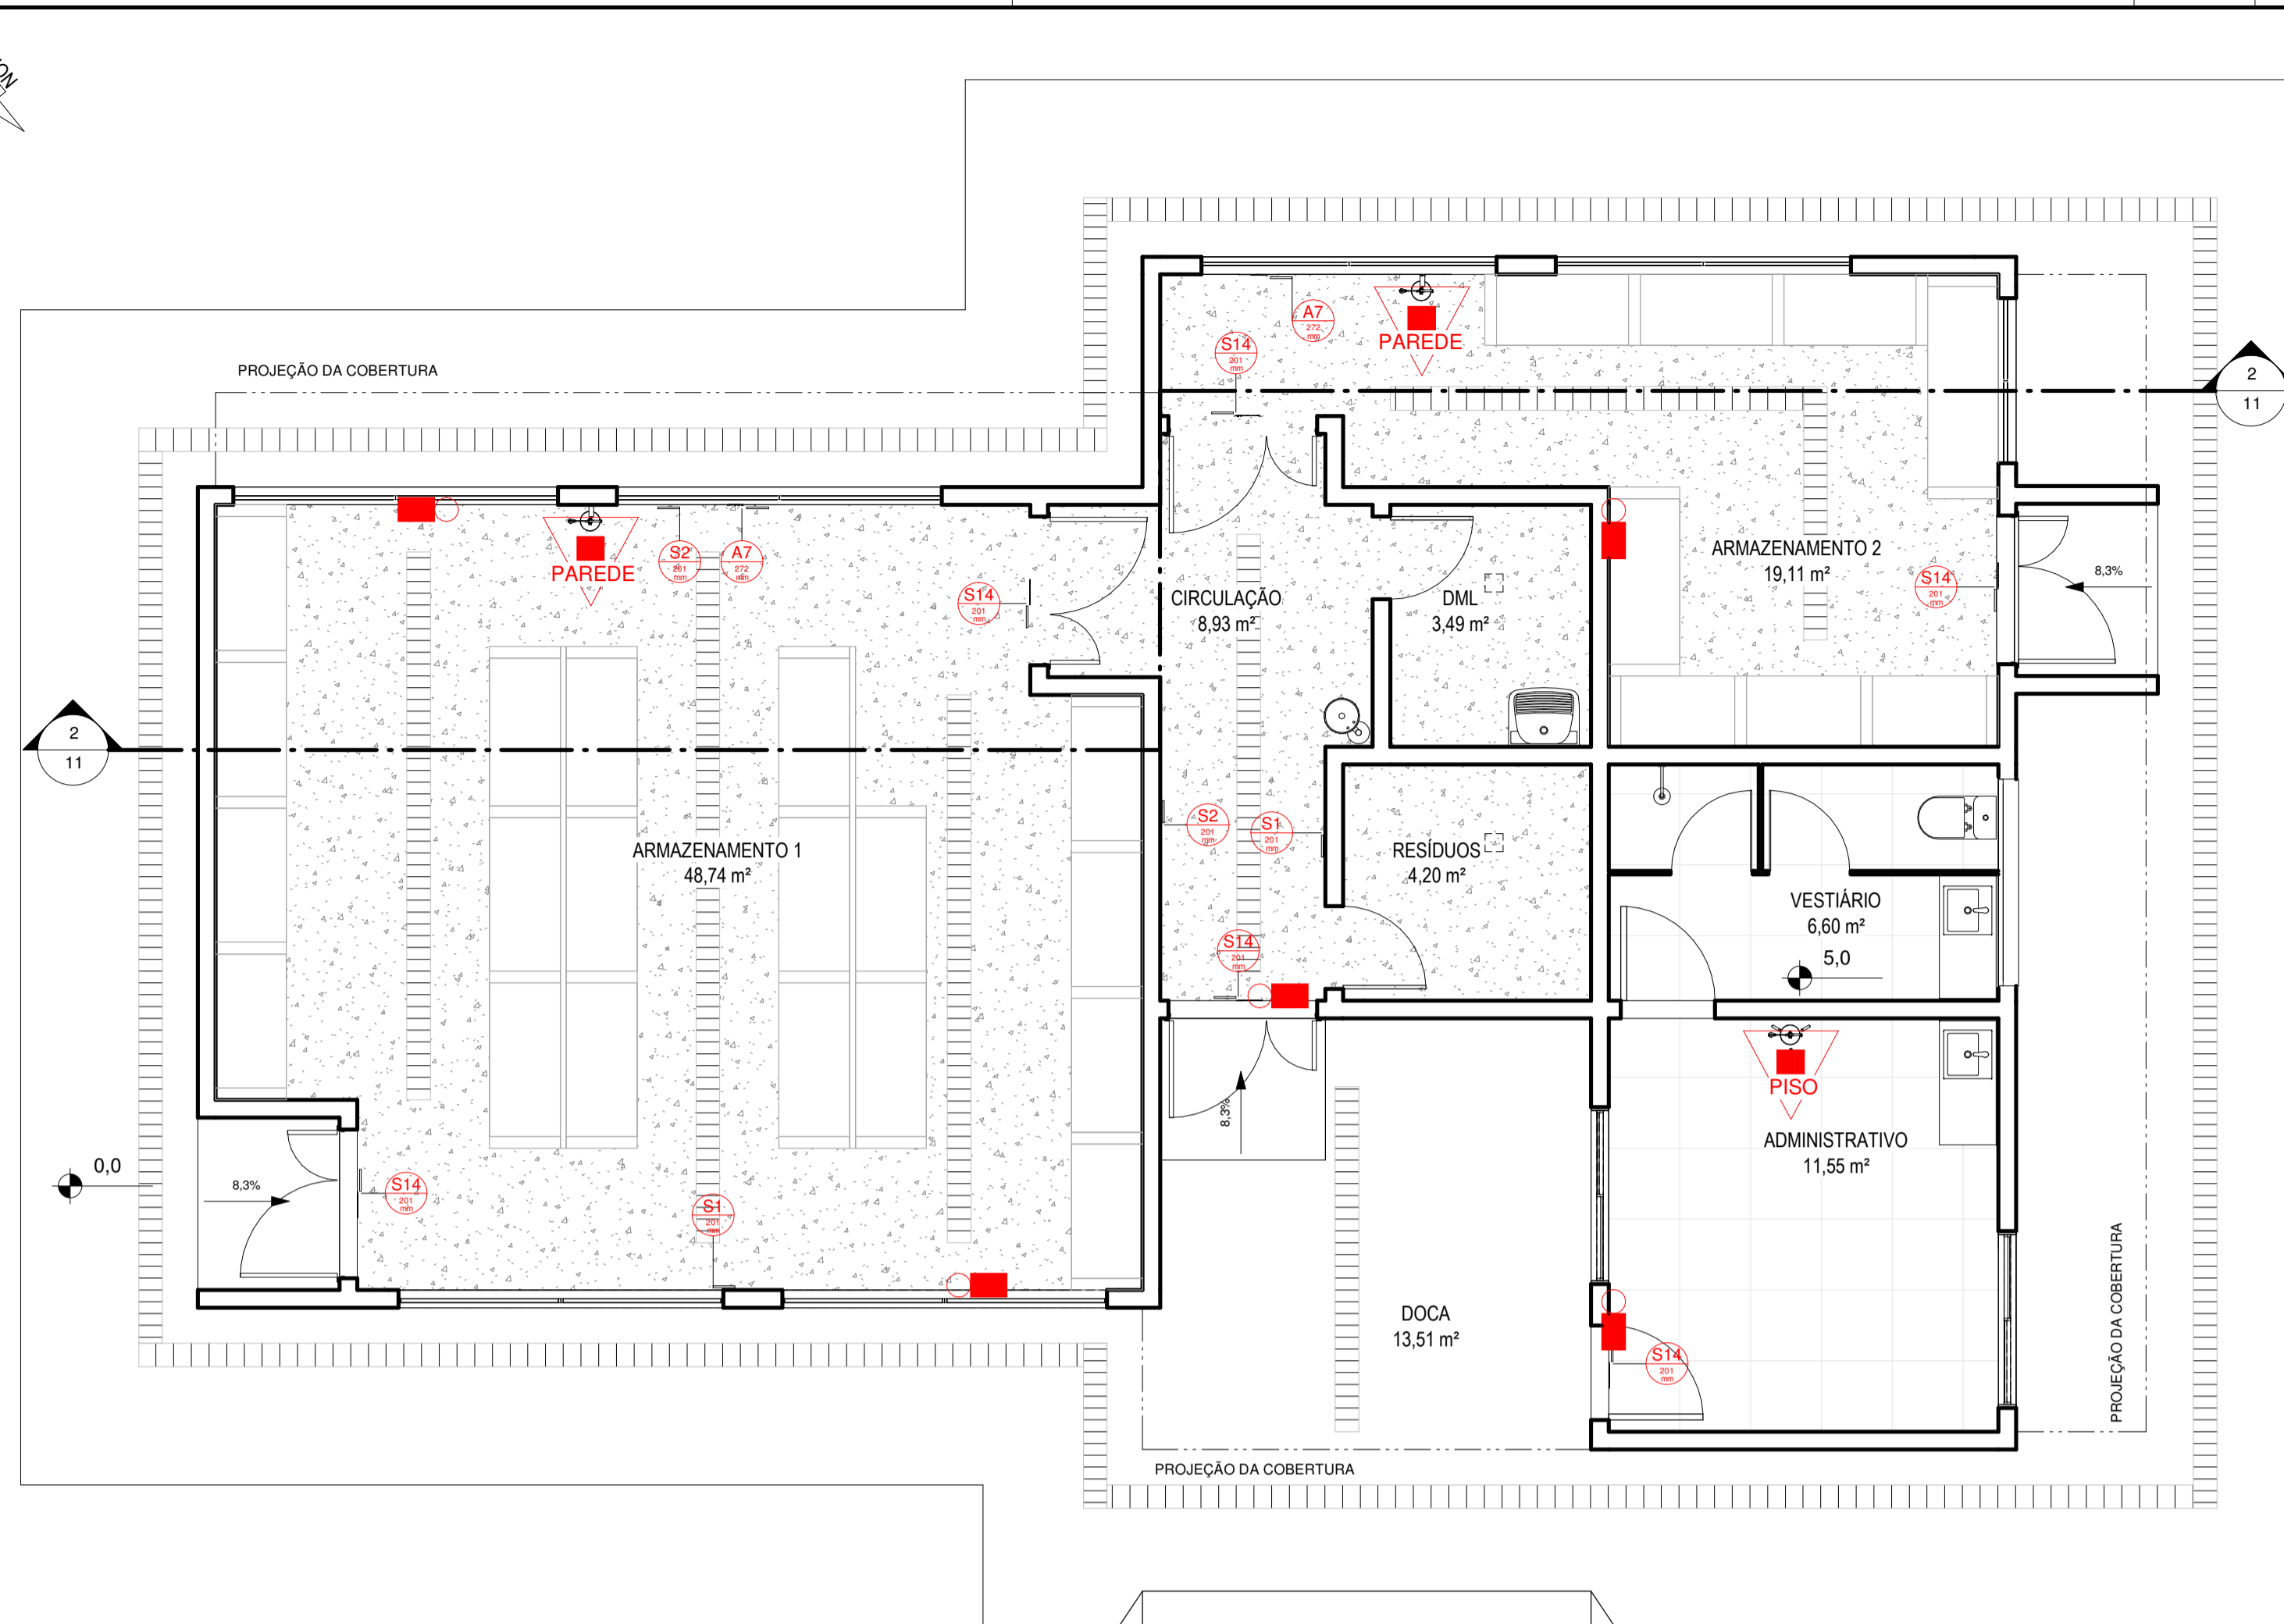 PROJEÇÃO DA COBERTURA
A7
272
mm
PAREDE
S14
201
mm
2
11
S2
201
mm
A7
272
mm
PAREDE
S14
201
mm
CIRCULAÇÃO
8,93 m²
DML
3,49 m²
ARMAZENAMENTO 2
19,11 m²
S14
201
mm
8,3%
2
11
ARMAZENAMENTO 1
48,74 m²
S2
201
mm
S1
201
mm
RESÍDUOS
4,20 m²
VESTIÁRIO
6,60 m²
5,0
S14
201
mm
PISO
8,3%
ADMINISTRATIVO
11,55 m²
0,0
8,3%
S14
201
mm
S1
201
mm
DOCA
13,51 m²
S14
201
mm
PROJEÇÃO DA COBERTURA
PROJEÇÃO DA COBERTURA